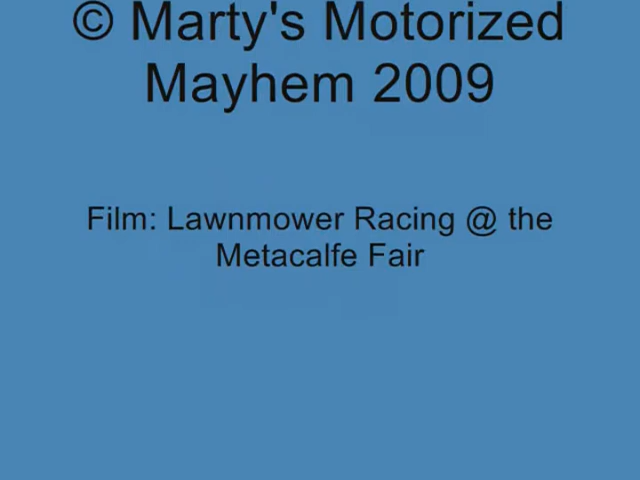 © Marty's Motorized
Mayhem 2009
Film: Lawnmower Racing @ the
Metacalfe Fair